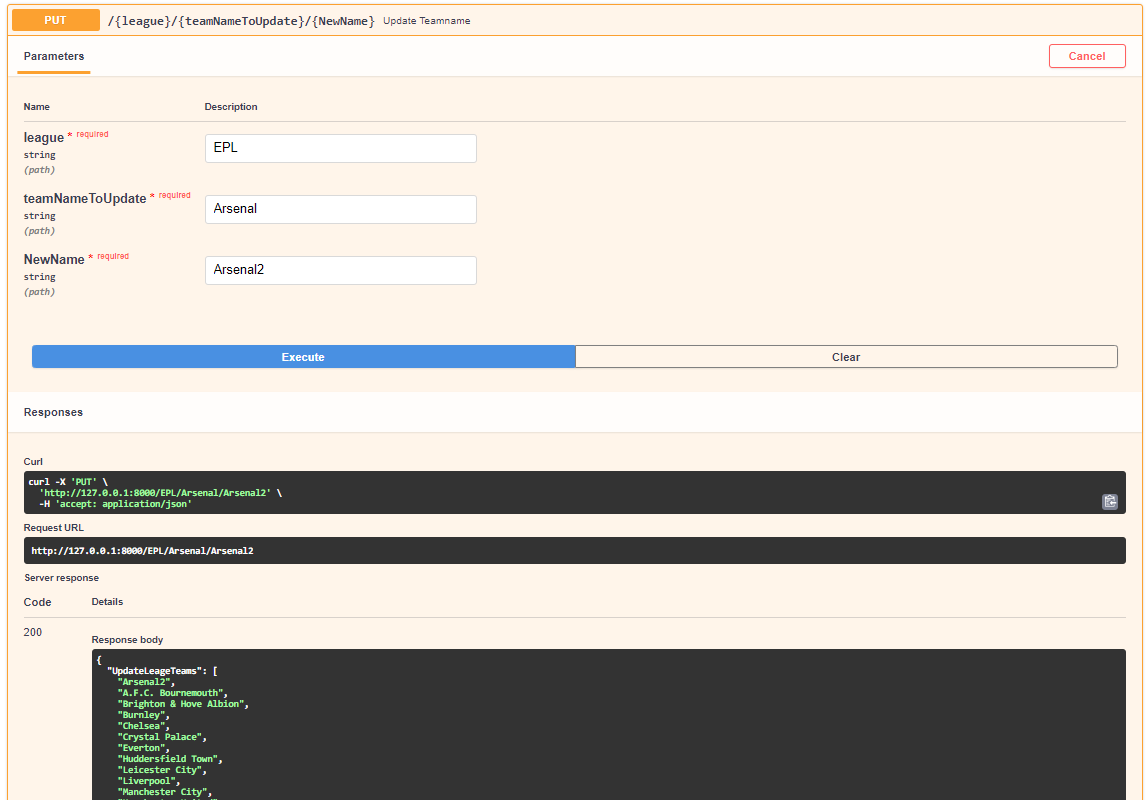 PUT /{league}/{teamNameToUpdate}/{NewName} Update Teamname
Parameters Cancel
Name Description
league * required
string
(path)
EPL
teamNameToUpdate * required
string
(path)
Arsenal
NewName * required
string
(path)
Arsenal2
Execute Clear
Responses
Curl
curl -X 'PUT' \
'http://127.0.0.1:8000/EPL/Arsenal/Arsenal2' \
-H 'accept: application/json'
Request URL
http://127.0.0.1:8000/EPL/Arsenal/Arsenal2
Server response
Code Details
200
Response body
{
"UpdateLeageTeams": [
"Arsenal2",
"A.F.C. Bournemouth",
"Brighton & Hove Albion",
"Burnley",
"Chelsea",
"Crystal Palace",
"Everton",
"Huddersfield Town",
"Leicester City",
"Liverpool",
"Manchester City",